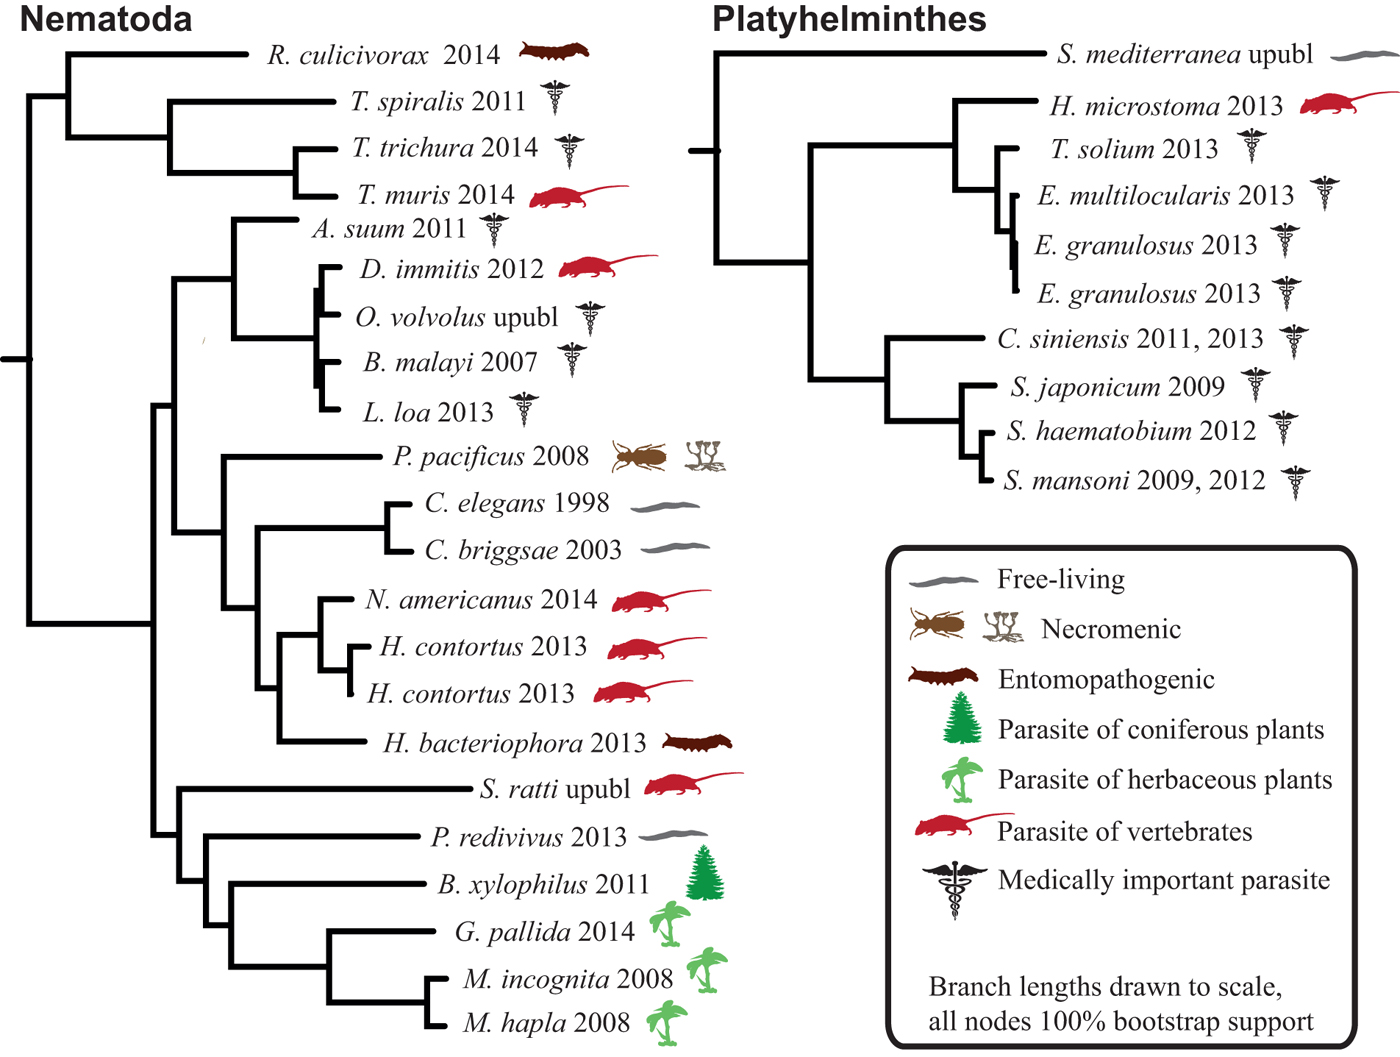 Nematoda
R. culicivorax 2014
T. spiralis 2011
T. trichura 2014
T. muris 2014
A. suum 2011
D. immitis 2012
O. volvolus upubl
B. malayi 2007
L. loa 2013
P. pacificus 2008
C. elegans 1998
C. briggsae 2003
N. americanus 2014
H. contortus 2013
H. contortus 2013
H. bacteriophora 2013
S. ratti upubl
P. redivivus 2013
B. xylophilus 2011
G. pallida 2014
M. incognita 2008
M. hapla 2008
Platyhelminthes
S. mediterranea upubl
H. microstoma 2013
T. solium 2013
E. multilocularis 2013
E. granulosus 2013
E. granulosus 2013
C. siniensis 2011, 2013
S. japonicum 2009
S. haematobium 2012
S. mansoni 2009, 2012
Free-living
Necromenic
Entomopathogenic
Parasite of coniferous plants
Parasite of herbaceous plants
Parasite of vertebrates
Medically important parasite
Branch lengths drawn to scale,
all nodes 100% bootstrap support